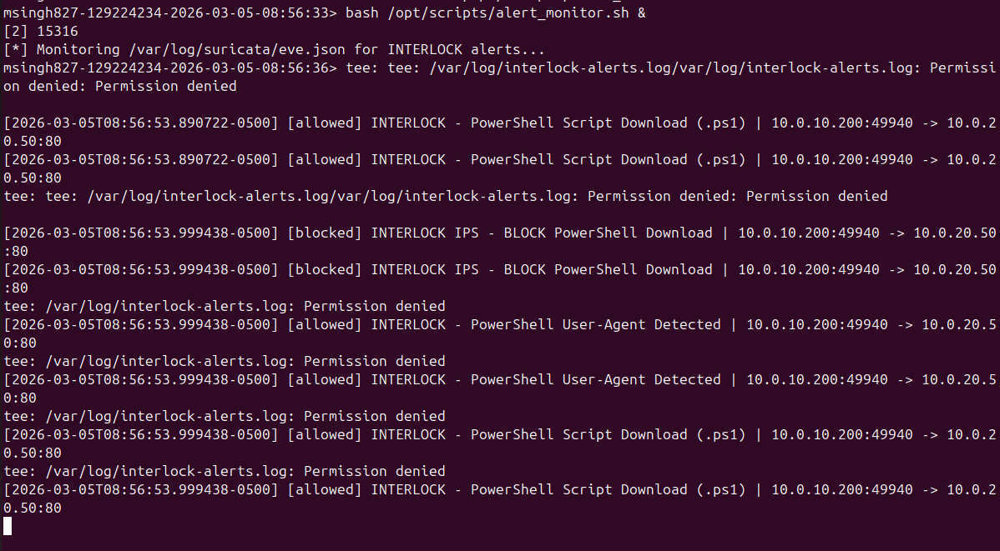 msingh827-129224234-2026-03-05-08:56:33> bash /opt/scripts/alert_monitor.sh &
[2] 15316
[*] Monitoring /var/log/suricata/eve.json for INTERLOCK alerts...
msingh827-129224234-2026-03-05-08:56:36> tee: tee: /var/log/interlock-alerts.log/var/log/interlock-alerts.log: Permissi
on denied: Permission denied
[2026-03-05T08:56:53.890722-0500] [allowed] INTERLOCK - PowerShell Script Download (.ps1) | 10.0.10.200:49940 -> 10.0.2
0.50:80
[2026-03-05T08:56:53.890722-0500] [allowed] INTERLOCK - PowerShell Script Download (.ps1) | 10.0.10.200:49940 -> 10.0.2
0.50:80
tee: tee: /var/log/interlock-alerts.log/var/log/interlock-alerts.log: Permission denied: Permission denied
[2026-03-05T08:56:53.999438-0500] [blocked] INTERLOCK IPS - BLOCK PowerShell Download | 10.0.10.200:49940 -> 10.0.20.50
:80
[2026-03-05T08:56:53.999438-0500] [blocked] INTERLOCK IPS - BLOCK PowerShell Download | 10.0.10.200:49940 -> 10.0.20.50
:80
tee: /var/log/interlock-alerts.log: Permission denied
[2026-03-05T08:56:53.999438-0500] [allowed] INTERLOCK - PowerShell User-Agent Detected | 10.0.10.200:49940 -> 10.0.20.5
0:80
tee: /var/log/interlock-alerts.log: Permission denied
[2026-03-05T08:56:53.999438-0500] [allowed] INTERLOCK - PowerShell User-Agent Detected | 10.0.10.200:49940 -> 10.0.20.5
0:80
tee: /var/log/interlock-alerts.log: Permission denied
[2026-03-05T08:56:53.999438-0500] [allowed] INTERLOCK - PowerShell Script Download (.ps1) | 10.0.10.200:49940 -> 10.0.2
0.50:80
tee: /var/log/interlock-alerts.log: Permission denied
[2026-03-05T08:56:53.999438-0500] [allowed] INTERLOCK - PowerShell Script Download (.ps1) | 10.0.10.200:49940 -> 10.0.2
0.50:80